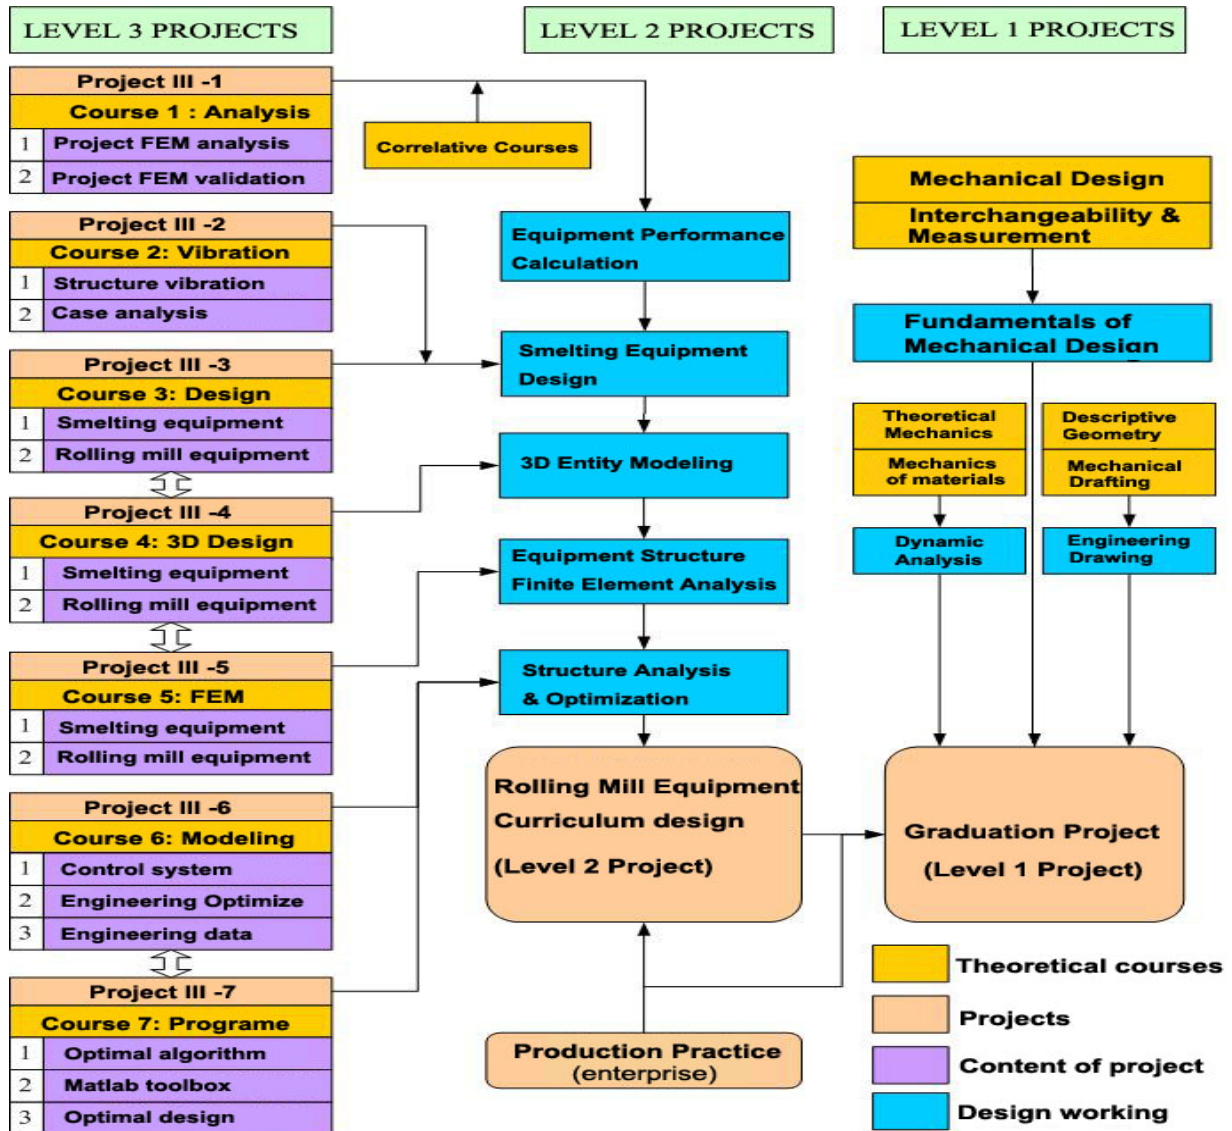 LEVEL 3 PROJECTS
LEVEL 2 PROJECTS
LEVEL 1 PROJECTS
Project III -1
Course 1 : Analysis
1 Project FEM analysis
2 Project FEM validation
Project III -2
Course 2: Vibration
1 Structure vibration
2 Case analysis
Project III -3
Course 3: Design
1 Smelting equipment
2 Rolling mill equipment
Project III -4
Course 4: 3D Design
1 Smelting equipment
2 Rolling mill equipment
Project III -5
Course 5: FEM
1 Smelting equipment
2 Rolling mill equipment
Project III -6
Course 6: Modeling
1 Control system
2 Engineering Optimize
3 Engineering data
Project III -7
Course 7: Programe
1 Optimal algorithm
2 Matlab toolbox
3 Optimal design
Correlative Courses
Equipment Performance
Calculation
Smelting Equipment
Design
3D Entity Modeling
Equipment Structure
Finite Element Analysis
Structure Analysis
& Optimization
Rolling Mill Equipment
Curriculum design
(Level 2 Project)
Production Practice
(enterprise)
Mechanical Design
Interchangeability &
Measurement
Fundamentals of
Mechanical Design
Theoretical
Mechanics
Mechanics
of materials
Dynamic
Analysis
Descriptive
Geometry
Mechanical
Drafting
Engineering
Drawing
Graduation Project
(Level 1 Project)
Theoretical courses
Projects
Content of project
Design working